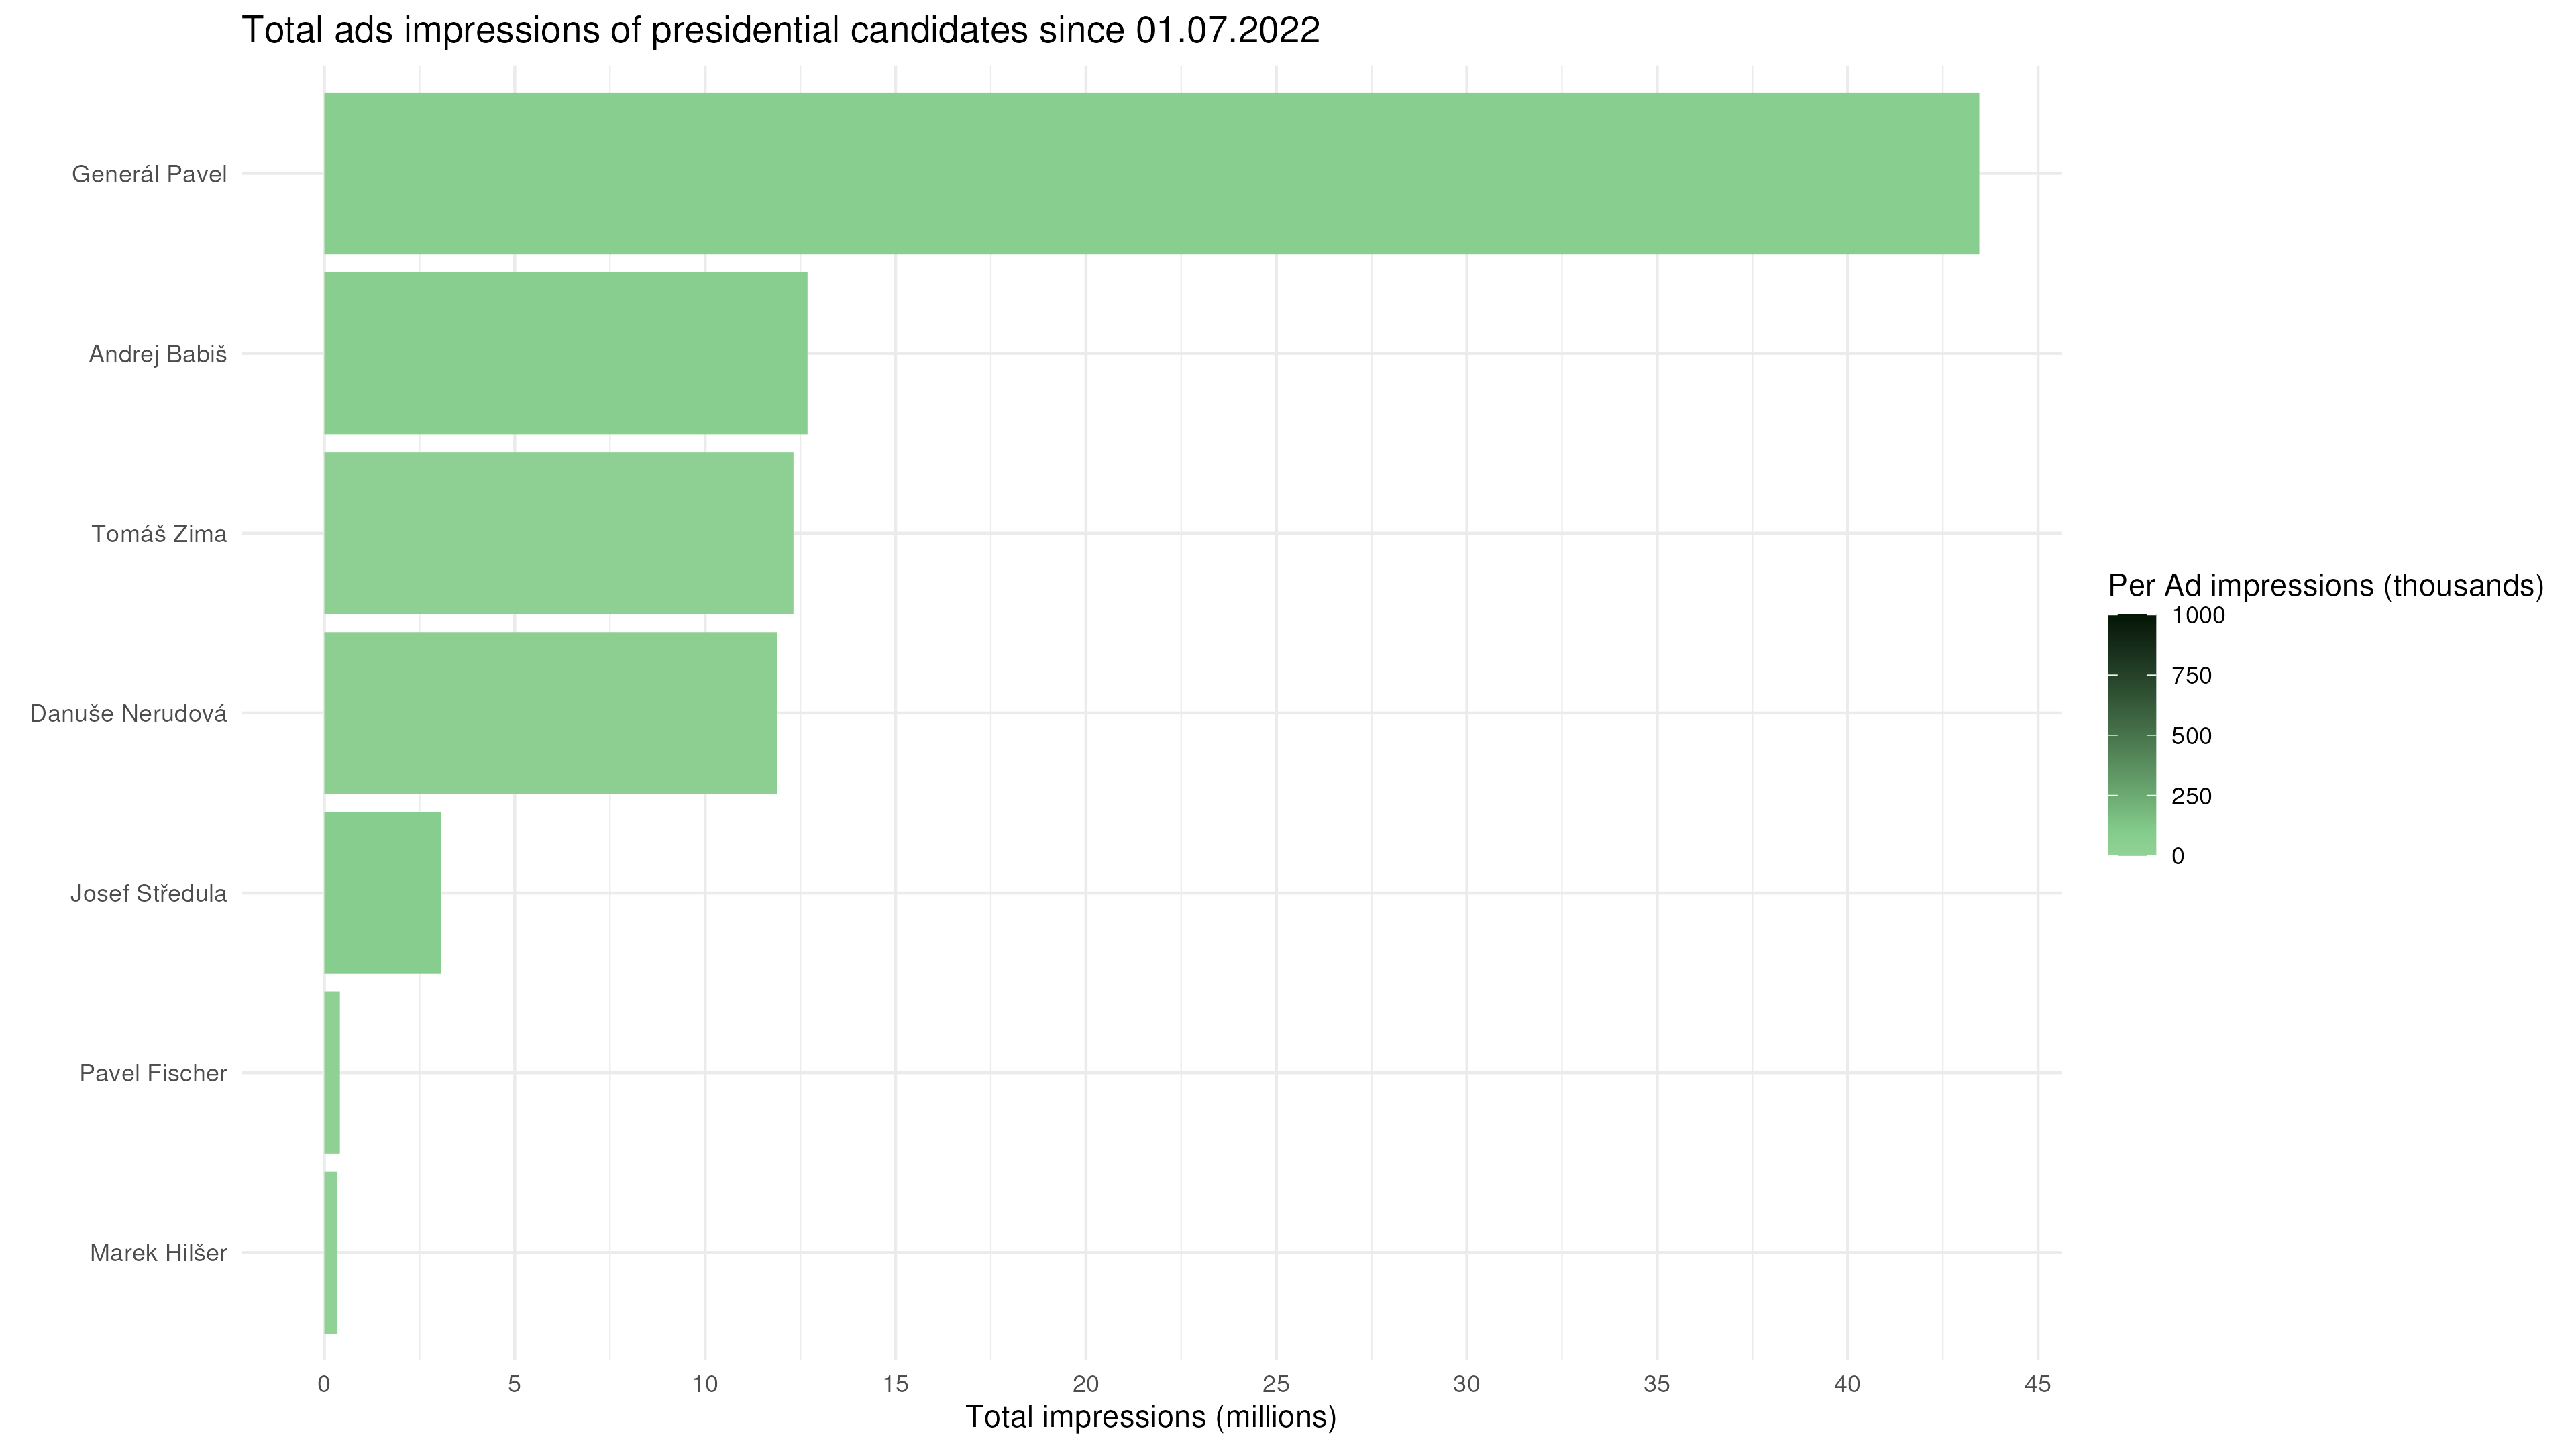 Total ads impressions of presidential candidates since 01.07.2022
Generál Pavel
Andrej Babiš
Tomáš Zima
Danuše Nerudová
Josef Středula
Pavel Fischer
Marek Hilšer
0 5 10 15 20 25 30 35 40 45
Total impressions (millions)
Per Ad impressions (thousands)
1000
750
500
250
0